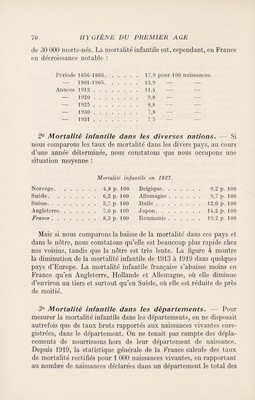 70 HYGIÈNE DU PREMIER AGE
de 30 000 morts-nés. La mortalité infantile est, cependant, en France
en décroissance notable :
Période 1856-1866. . . . . . . 17,9 pour 100 naissances.
— 1901-1905. . . . . . . 13,9 — —
Années 1913 . . . . . . . 11,4 — —
— 1920 . . . . . . . 9,8 — —
— 1925 . . . . . . . 8,8 — —
— 1930 . . . . . . . 7,8 — —
— 1931 . . . . . . . 7,5 — —
2º Mortalité infantile dans les diverses nations. — Si
nous comparons les taux de mortalité dans les divers pays, au cours
d'une année déterminée, nous constatons que nous occupons une
situation moyenne :
Mortalité infantile en 1927.
Norvège. . . . . . . 4,8 p. 100 Belgique. . . . . . . 9,2 p. 100
Suède. . . . . . . 6,2 p. 100 Allemagne . . . . . . . 9,7 p. 100
Suisse. . . . . . . 5,7 p. 100 Italie . . . . . . . 12,0 p. 100
Angleterre. . . . . . . 7,0 p. 100 Japon. . . . . . . 14,2 p. 100
France . . . . . . . 8,3 p. 100 Roumanie . . . . . . . 19,2 p. 100
Mais si nous comparons la baisse de la mortalité dans ces pays et
dans le nôtre, nous constatons qu'elle est beaucoup plus rapide chez
nos voisins, tandis que la nôtre est très lente. La figure 4 montre
la diminution de la mortalité infantile de 1913 à 1919 dans quelques
pays d'Europe. La mortalité infantile française s'abaisse moins en
France qu'en Angleterre, Hollande et Allemagne, où elle diminue
d'environ un tiers et surtout qu'en Suède, où elle est réduite de près
de moitié.
3º Mortalité infantile dans les départements. — Pour
mesurer la mortalité infantile dans les départements, on ne disposait
autrefois que de taux bruts rapportés aux naissances vivantes enre-
gistrées, dans le département. On ne tenait pas compte des dépla-
cements de nourrissons hors de leur département de naissance.
Depuis 1919, la statistique générale de la France calcule des taux
de mortalité rectifiés pour 1 000 naissances vivantes, en rapportant
au nombre de naissances déclarées dans un département le total des